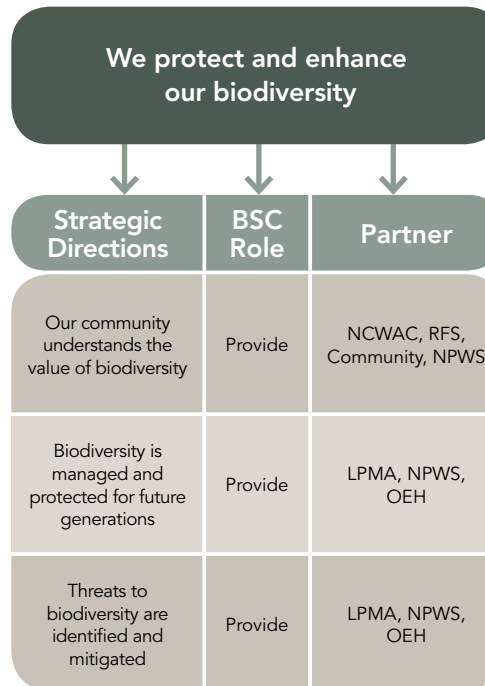 We protect and enhance
our biodiversity
Strategic
Directions
BSC
Role
Partner
Our community
understands the
value of biodiversity
Provide
NCWAC, RFS,
Community, NPWS
Biodiversity is
managed and
protected for future
generations
Provide
LPMA, NPWS,
OEH
Threats to
biodiversity are
identified and
mitigated
Provide
LPMA, NPWS,
OEH